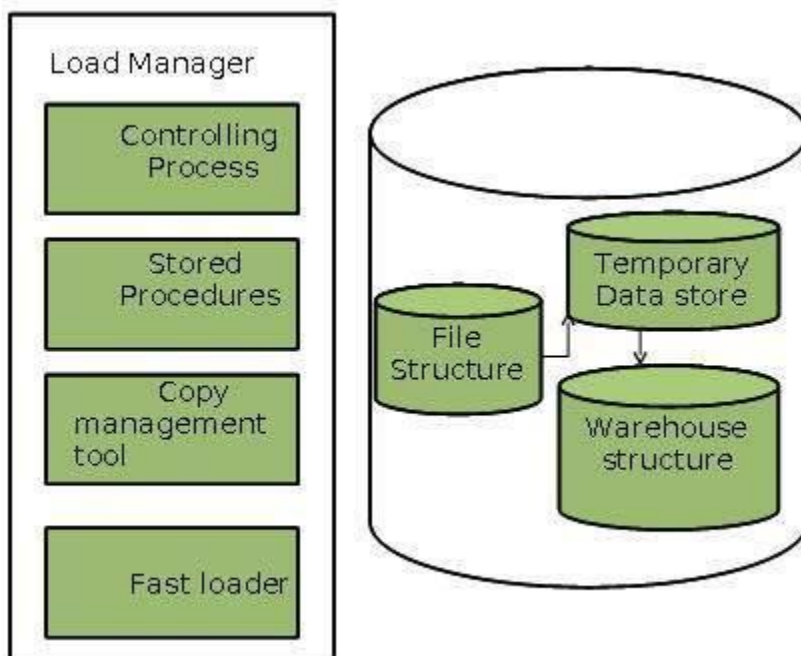 Load Manager
Controlling
Process
Stored
Procedures
Copy
management
tool
Fast loader
File
Structure
Temporary
Data store
Warehouse
structure